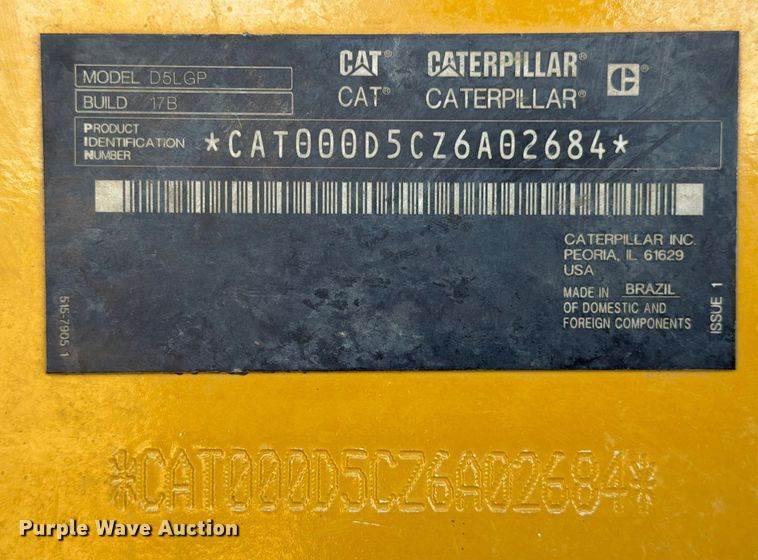 MODEL D5LGP
BUILD 17B
CAT CATERPILLAR C®
CAT® CATERPILLAR®
PRODUCT
IDENTIFICATION
NUMBER
*CAT000D5CZ6A02684*
CATERPILLAR INC.
PEORIA, IL 61629
USA
MADE IN BRAZIL
OF DOMESTIC AND
FOREIGN COMPONENTS
ISSUE 1
515-7905 1
*CAT000D5CZ6A02684*
Purple Wave Auction